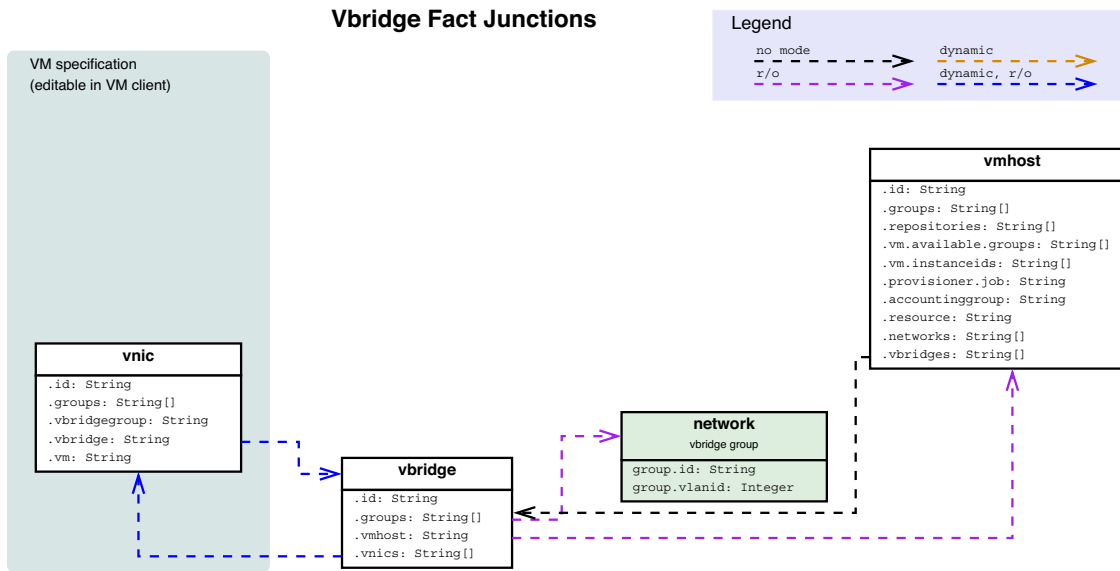 Vbridge Fact Junctions
Legend
no mode
dynamic
r/o
dynamic, r/o
VM specification
(editable in VM client)
vmhost
.id: String
.groups: String[]
.repositories: String[]
.vm.available.groups: String[]
.vm.instanceids: String[]
.provisioner.job: String
.accountinggroup: String
.resource: String
.networks: String[]
.vbridges: String[]
vnic
.id: String
.groups: String[]
.vbridgegroup: String
.vbridge: String
.vm: String
network
vbridge group
group.id: String
group.vlanid: Integer
vbridge
.id: String
.groups: String[]
.vmhost: String
.vnics: String[]